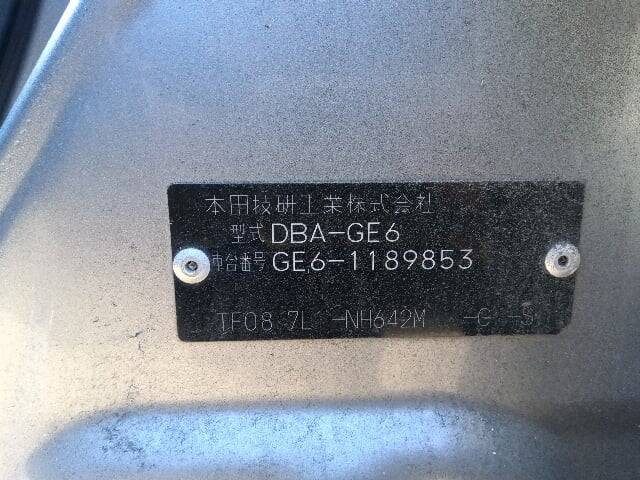 本田技研工業株式会社
型式 DBA-GE6
車台番号 GE6-1189853
TF08 7L -NH642M -C -S